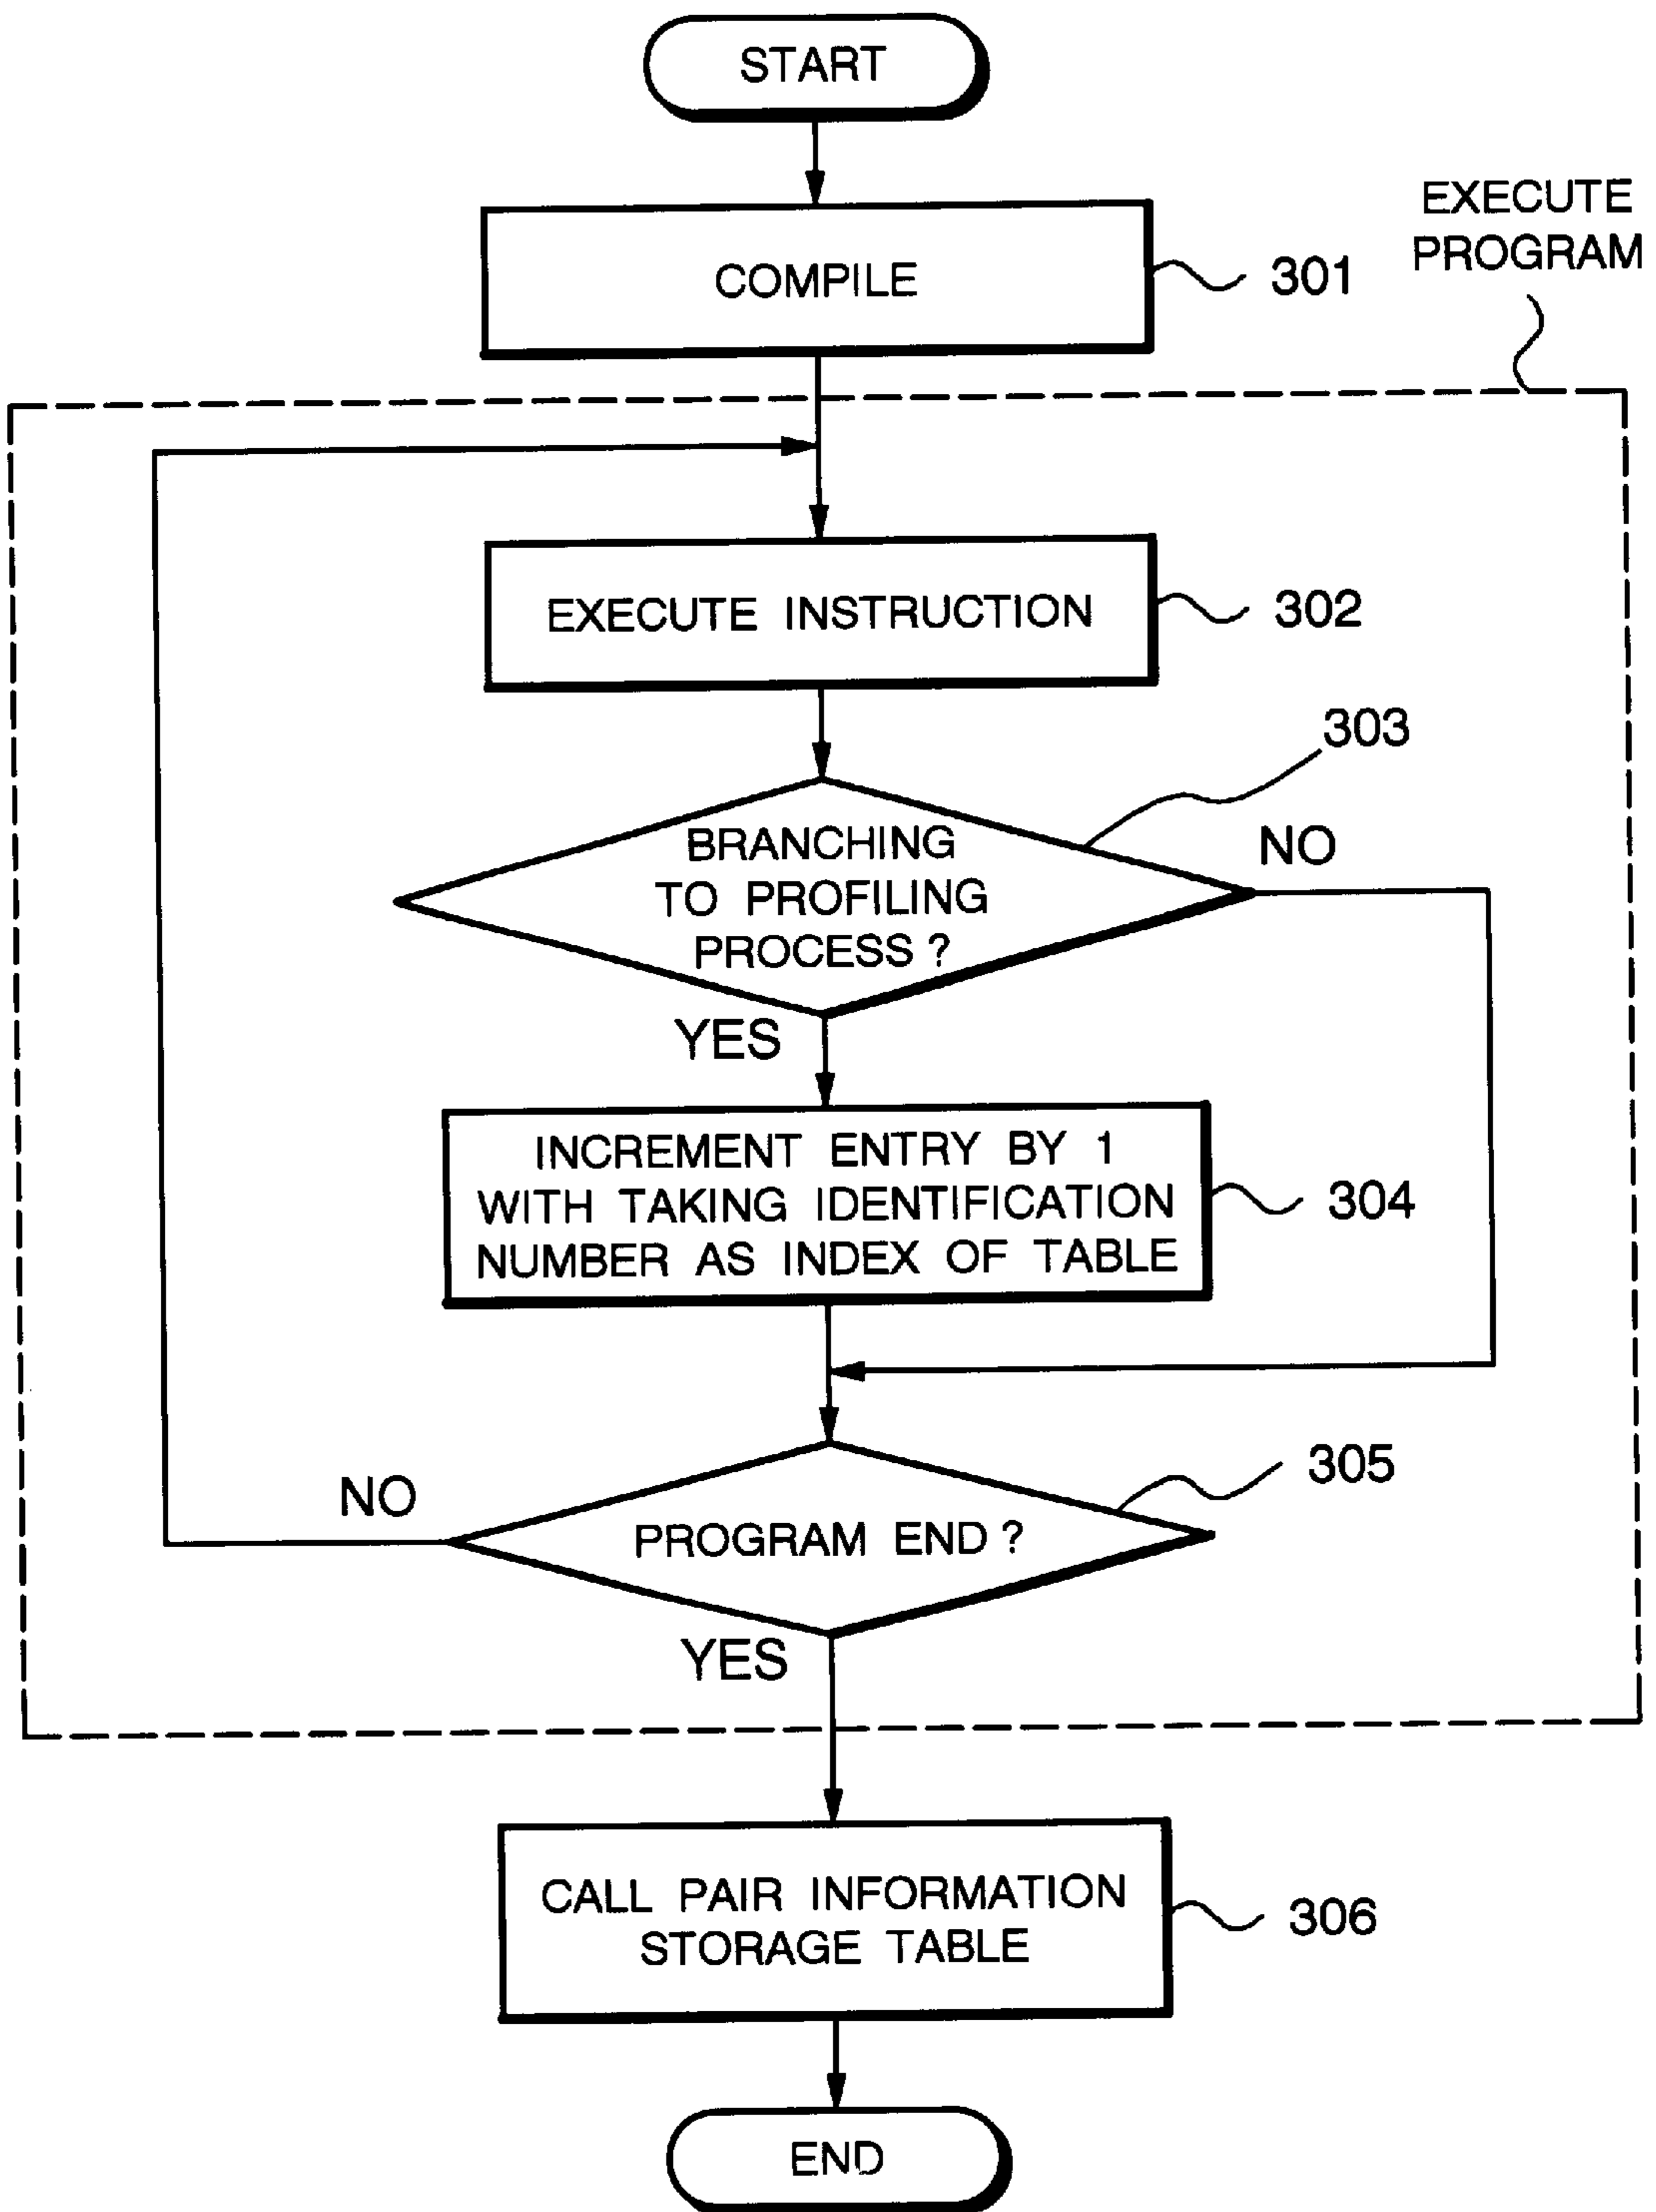 START
COMPILE
301
EXECUTE
PROGRAM
EXECUTE INSTRUCTION
302
303
BRANCHING
TO PROFILING
PROCESS ?
NO
YES
INCREMENT ENTRY BY 1
WITH TAKING IDENTIFICATION
NUMBER AS INDEX OF TABLE
304
305
NO
PROGRAM END ?
YES
CALL PAIR INFORMATION
STORAGE TABLE
306
END